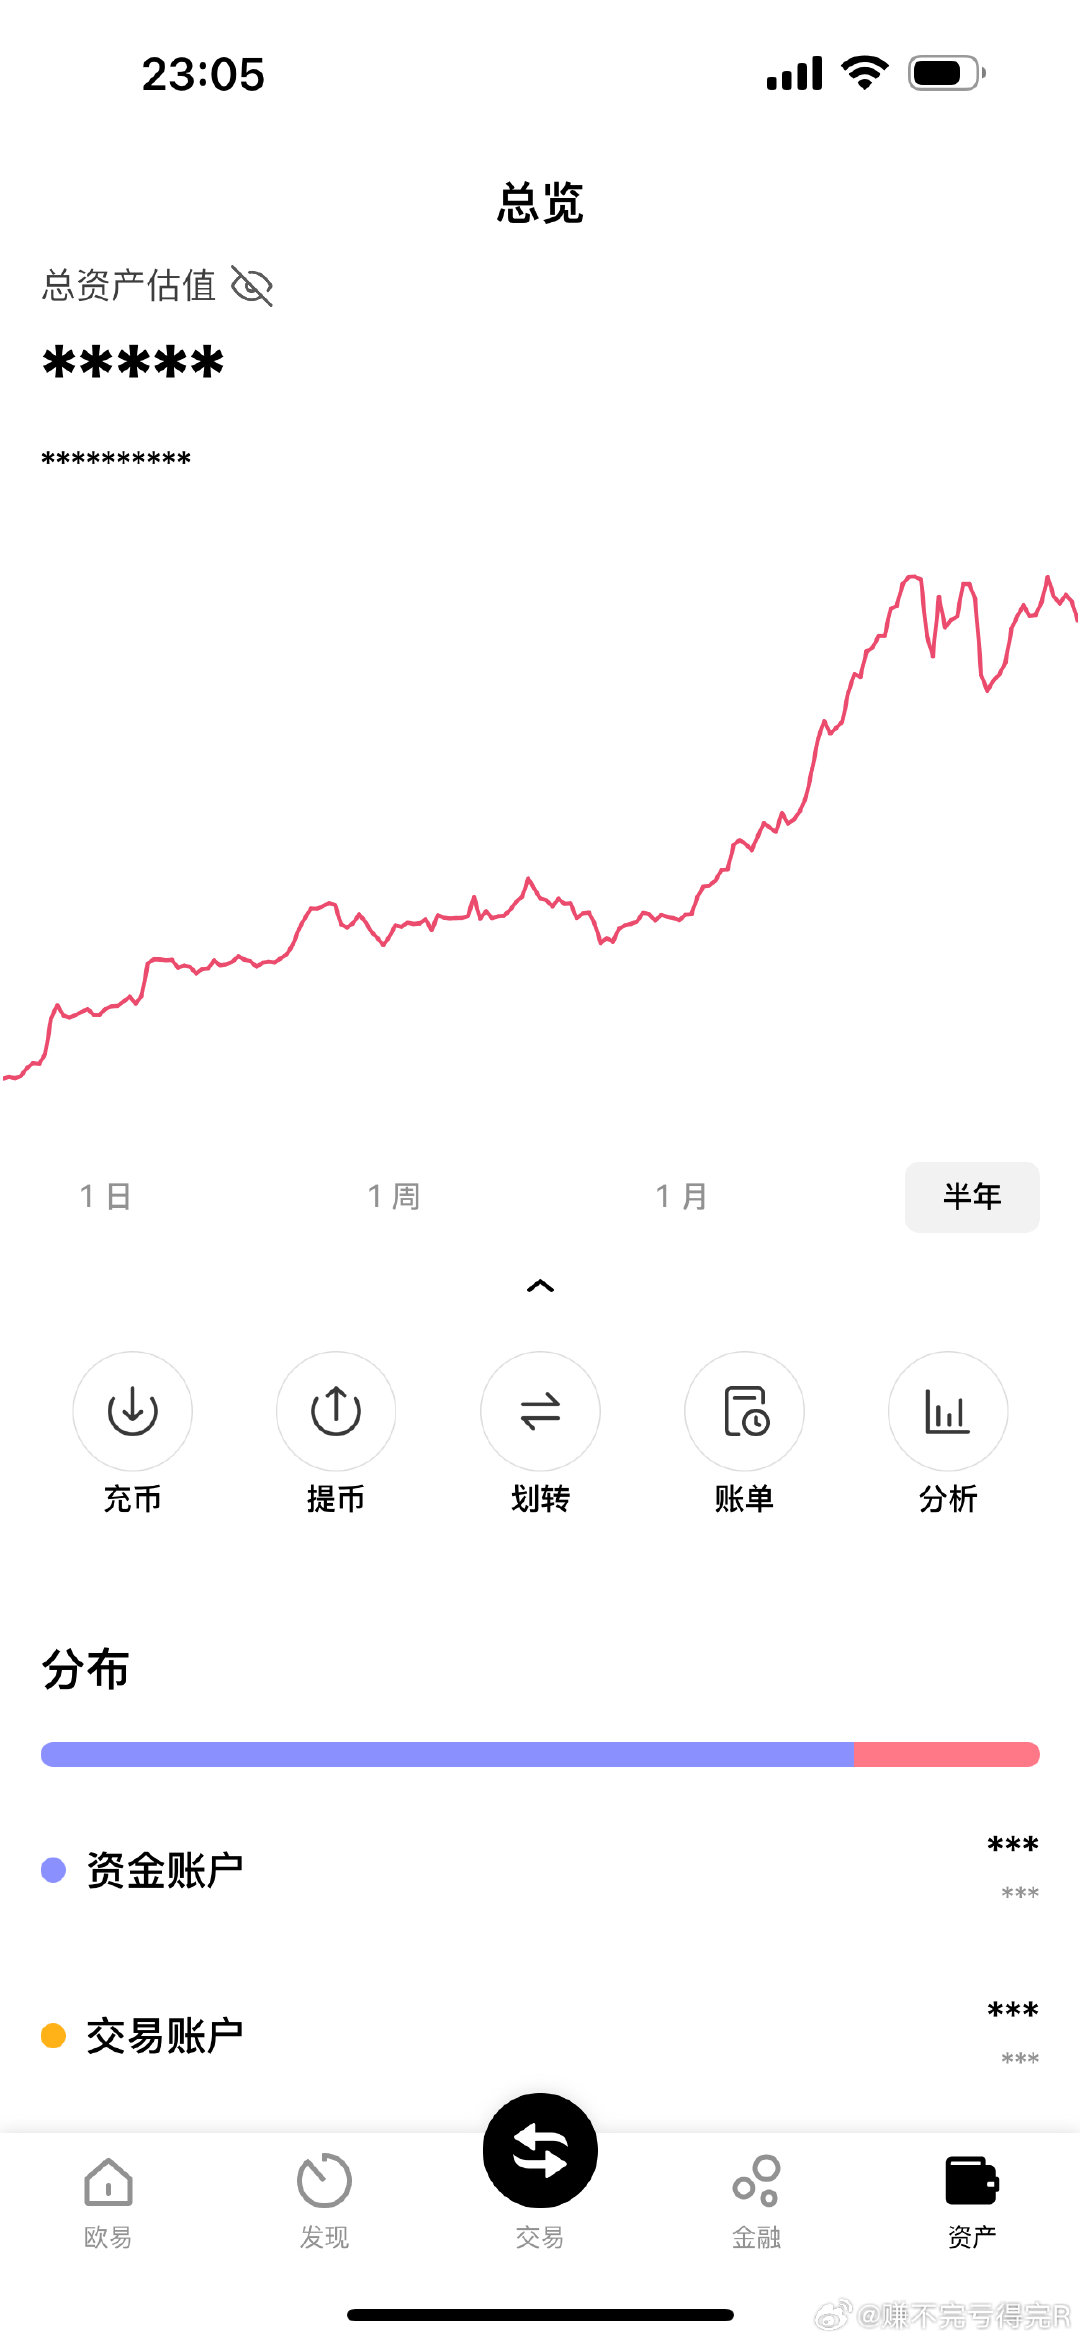 23:05
总览
总资产估值
*****
**********
1 日
1 周
1 月
半年
充币
提币
划转
账单
分析
分布
资金账户
***
***
交易账户
***
***
欧易
发现
交易
金融
资产
@赚不完亏得完R